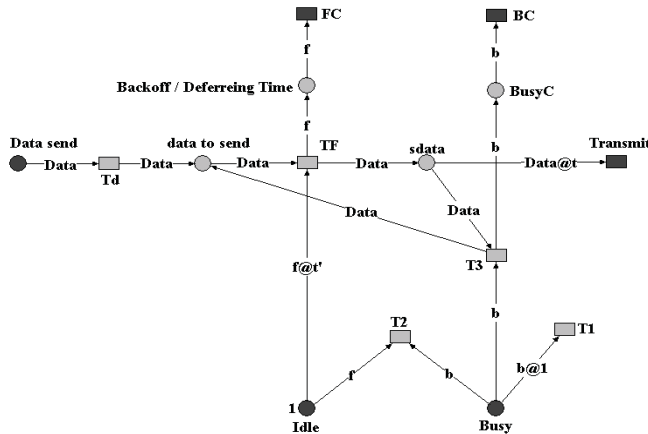 FC
BC
f
b
Backoff / Deferreing Time
BusyC
f
b
Data send
data to send
TF
sdata
Transmit
Data
Data
Data
Data
Data@t
Td
Data
Data
T3
f@t'
b
T2
T1
f
b
b@1
1
Idle
Busy